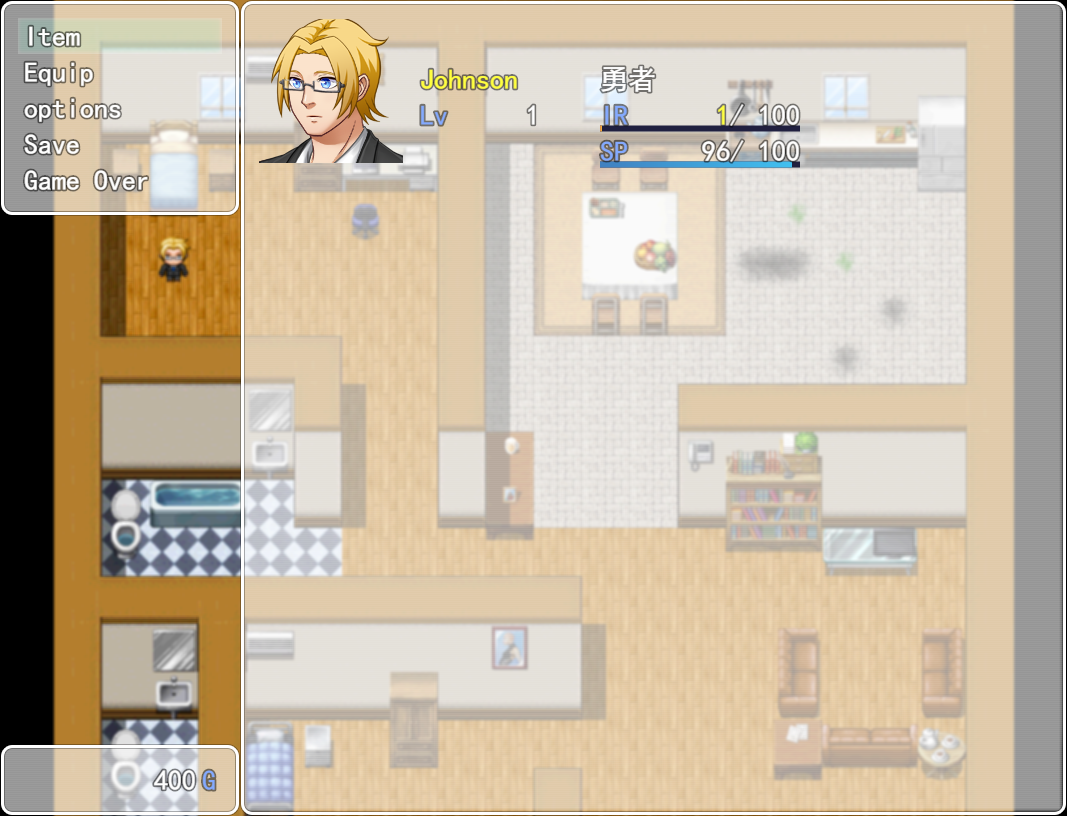 Item
Equip
options
Save
Game Over
Johnson
勇者
Lv 1
IR 1/ 100
SP 96/ 100
400 G